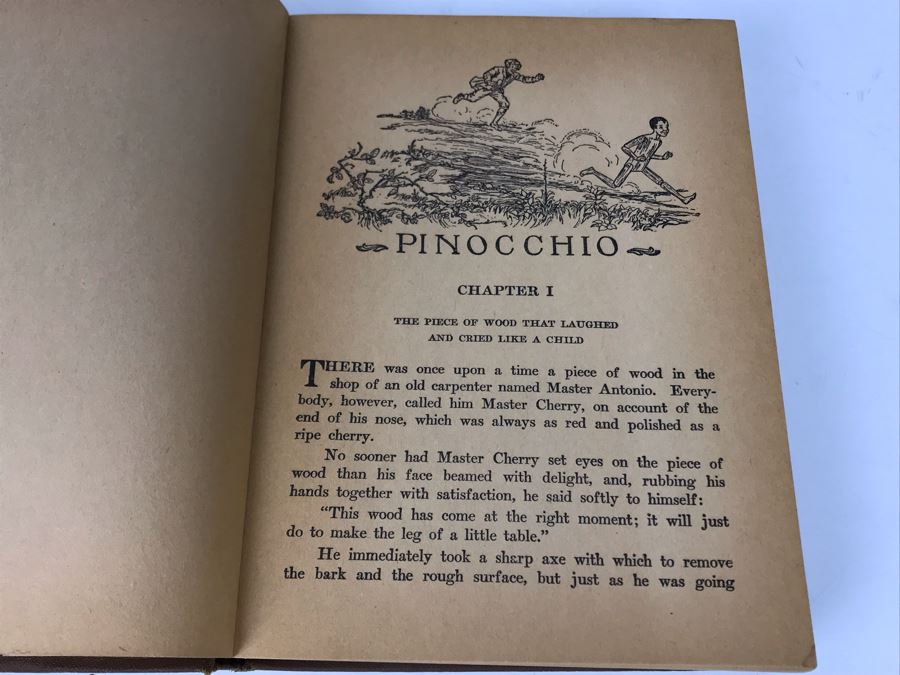 PINOCCHIO
CHAPTER I
THE PIECE OF WOOD THAT LAUGHED
AND CRIED LIKE A CHILD
THERE was once upon a time a piece of wood in the
shop of an old carpenter named Master Antonio. Every-
body, however, called him Master Cherry, on account of the
end of his nose, which was always as red and polished as a
ripe cherry.
No sooner had Master Cherry set eyes on the piece of
wood than his face beamed with delight, and, rubbing his
hands together with satisfaction, he said softly to himself:
"This wood has come at the right moment; it will just
do to make the leg of a little table."
He immediately took a sharp axe with which to remove
the bark and the rough surface, but just as he was going